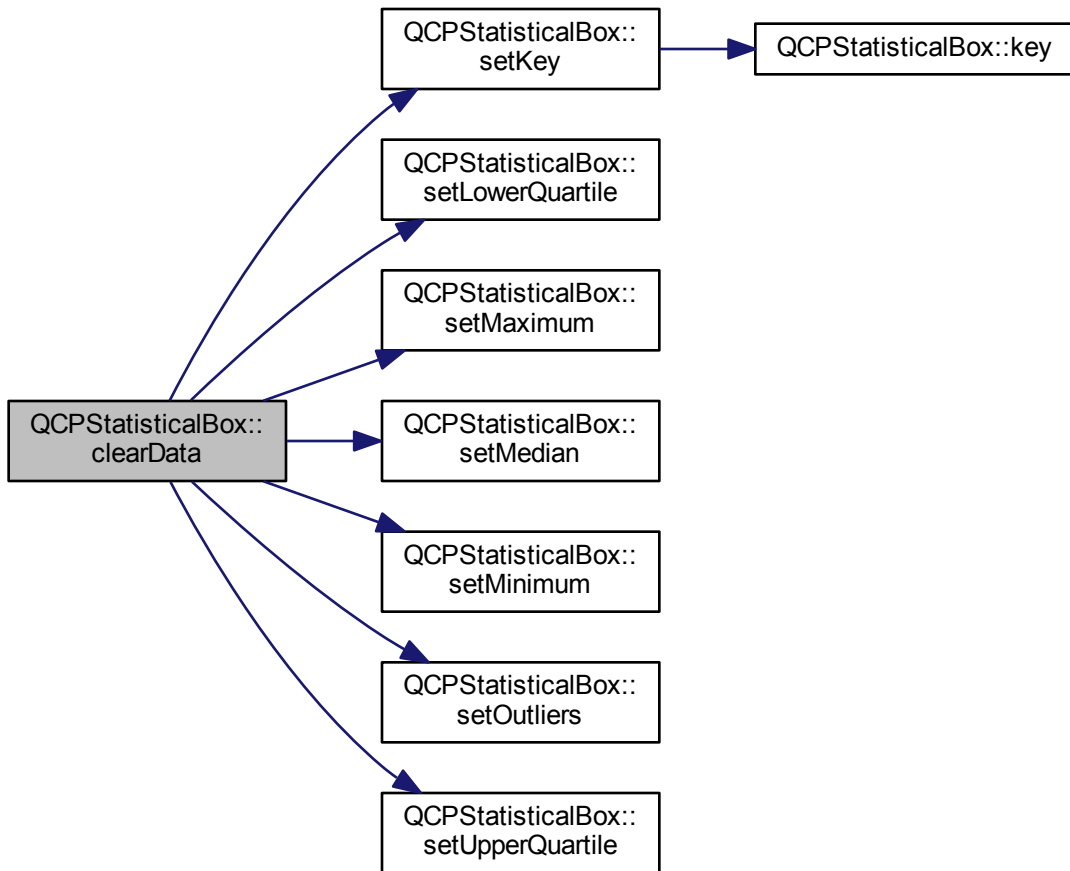 QCPStatisticalBox::
setKey
QCPStatisticalBox::key
QCPStatisticalBox::
setLowerQuartile
QCPStatisticalBox::
setMaximum
QCPStatisticalBox::
clearData
QCPStatisticalBox::
setMedian
QCPStatisticalBox::
setMinimum
QCPStatisticalBox::
setOutliers
QCPStatisticalBox::
setUpperQuartile